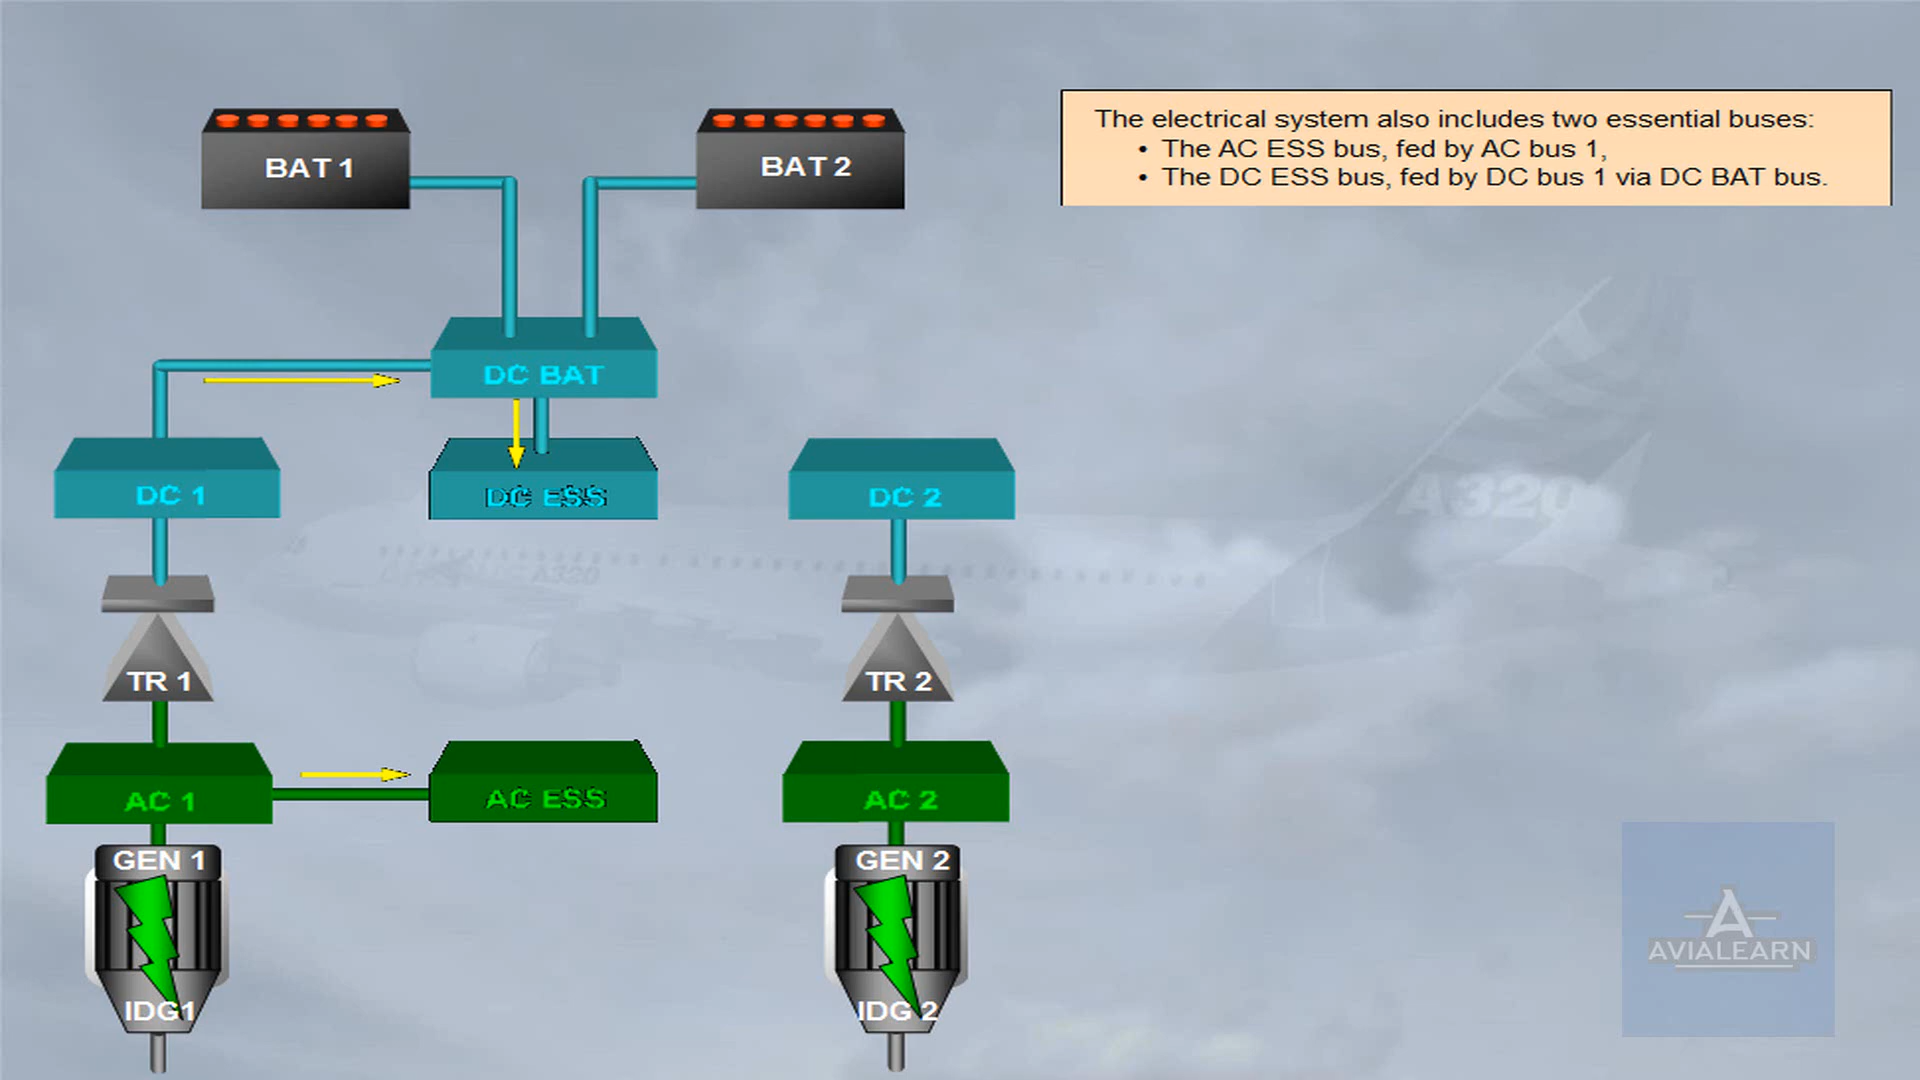 The electrical system also includes two essential buses:
• The AC ESS bus, fed by AC bus 1,
• The DC ESS bus, fed by DC bus 1 via DC BAT bus.
BAT 1
BAT 2
DC BAT
DC 1
DC ESS
DC 2
A320
A320
TR 1
TR 2
AC 1
AC ESS
AC 2
GEN 1
GEN 2
IDG1
IDG 2
A
AVIALEARN